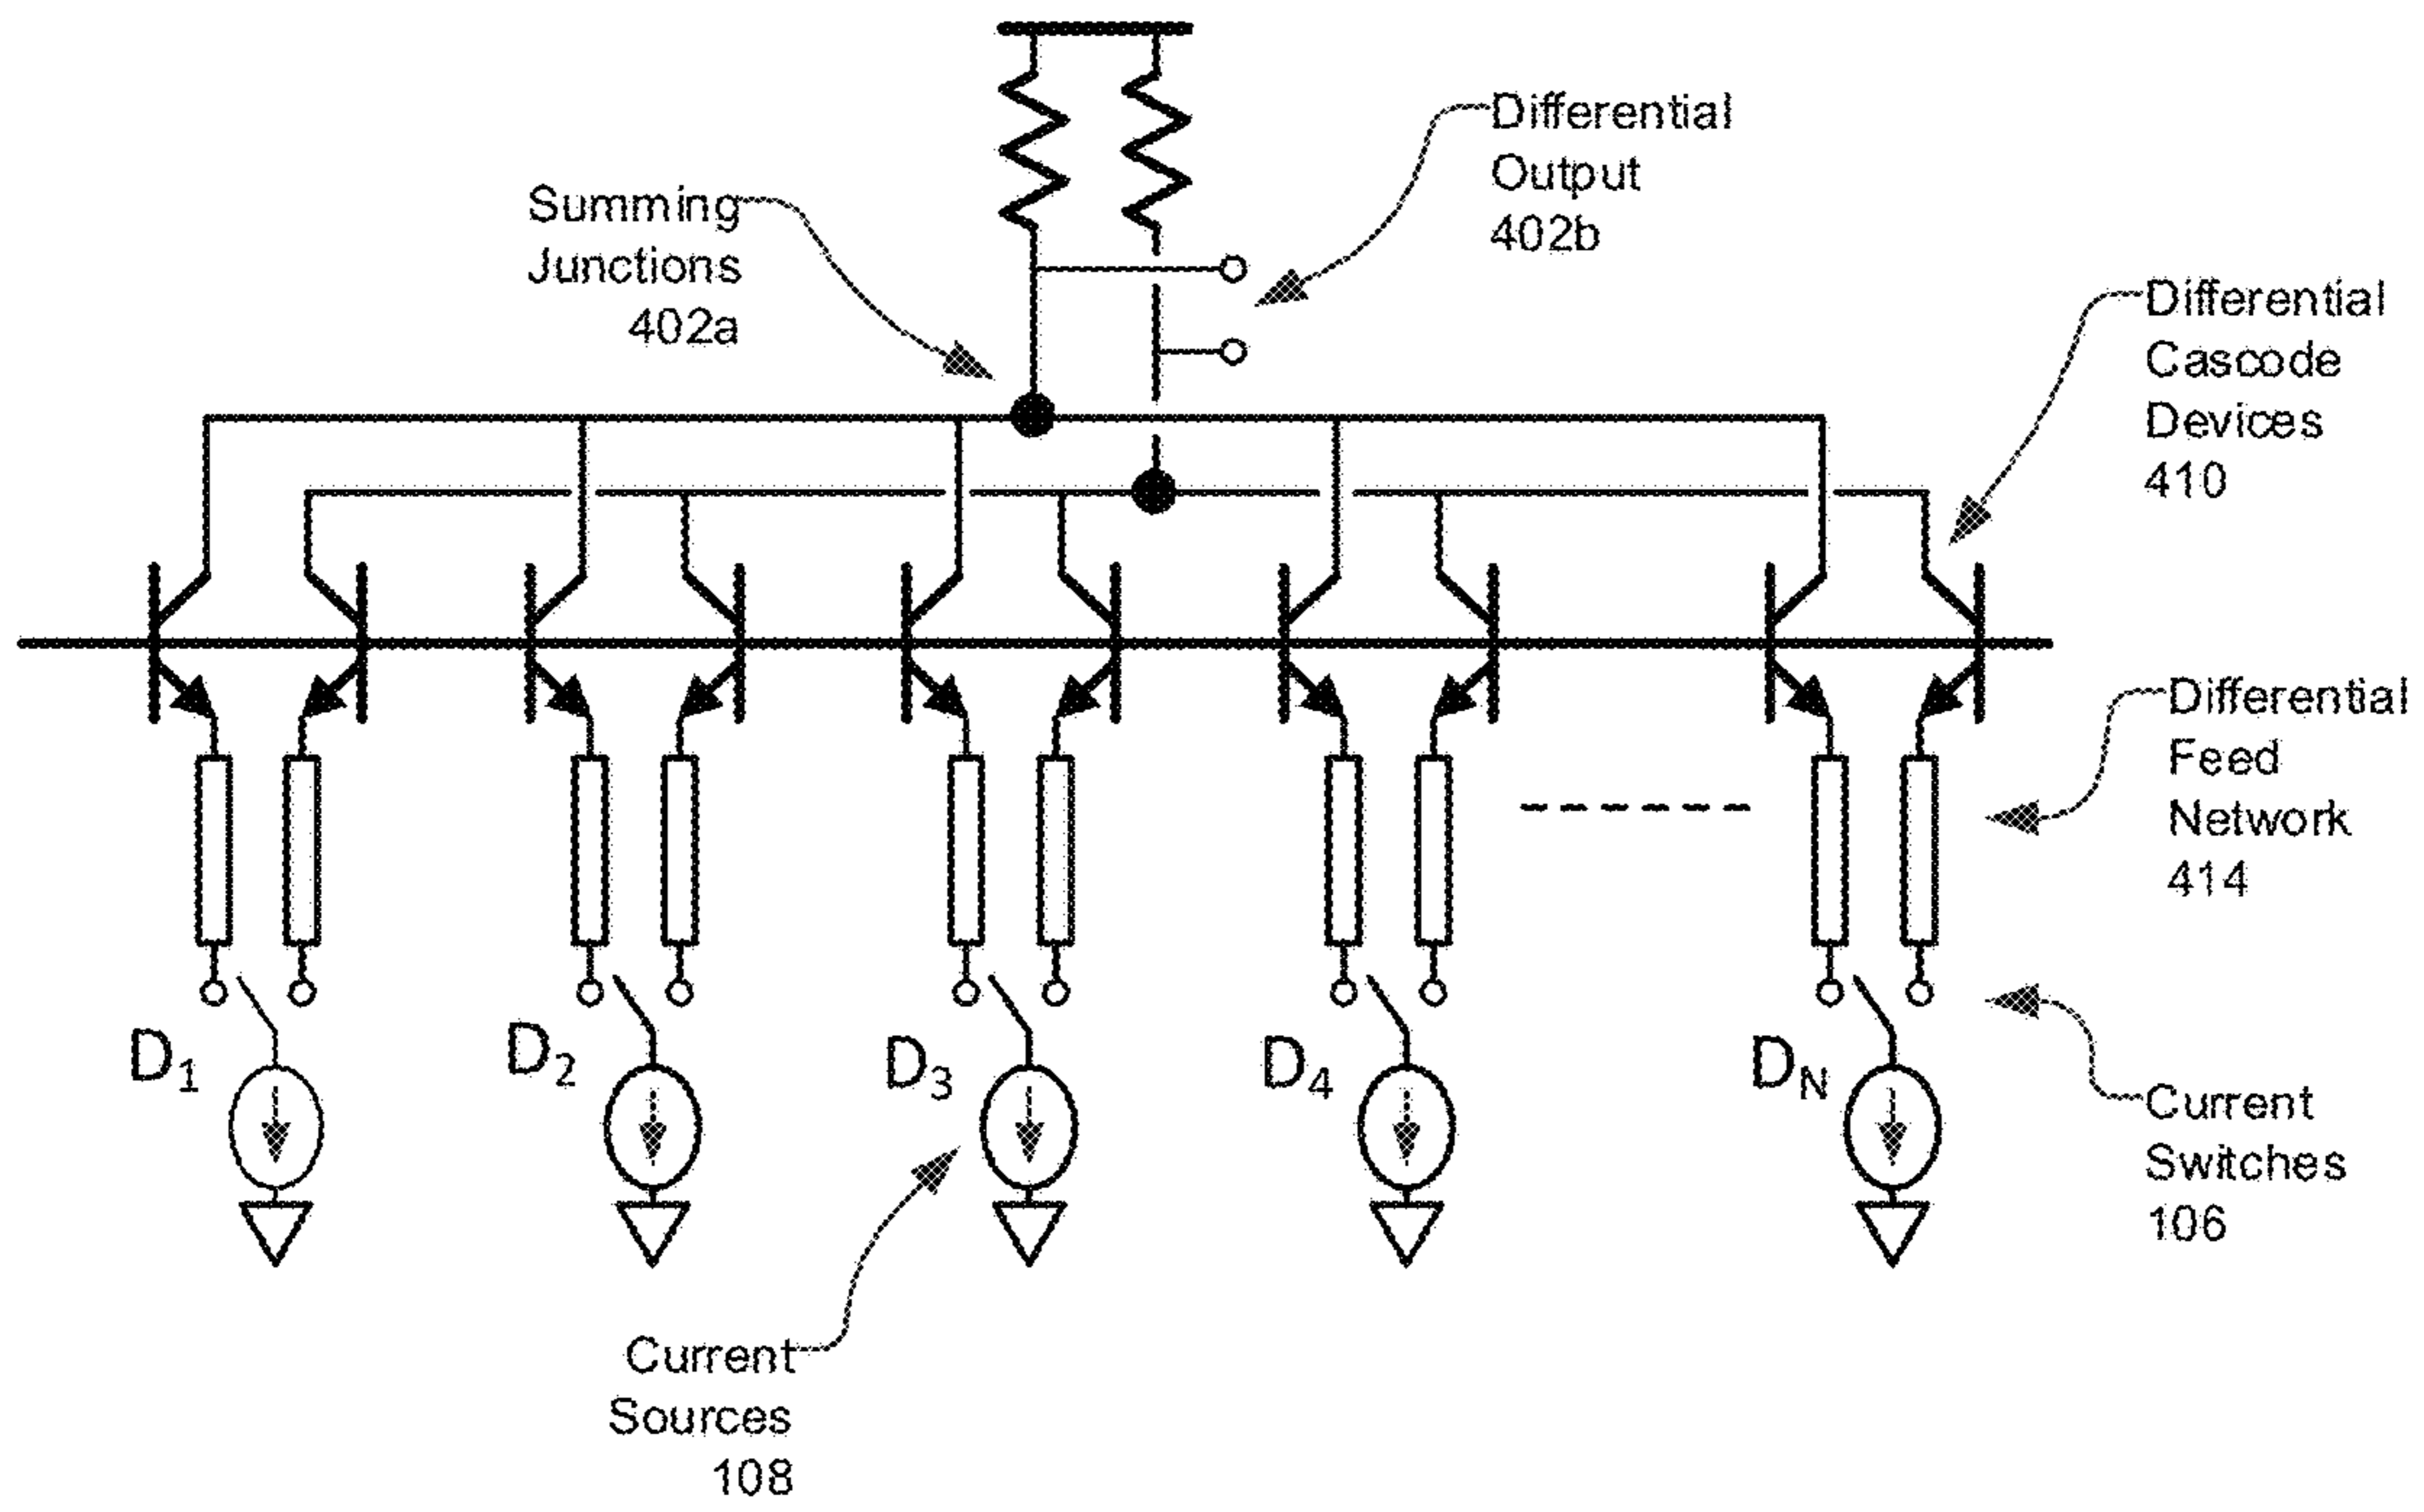 Differential
Output
402b
Summing
Junctions
402a
Differential
Cascode
Devices
410
Differential
Feed
Network
414
D1
D2
D3
D4
DN
Current
Switches
106
Current
Sources
108